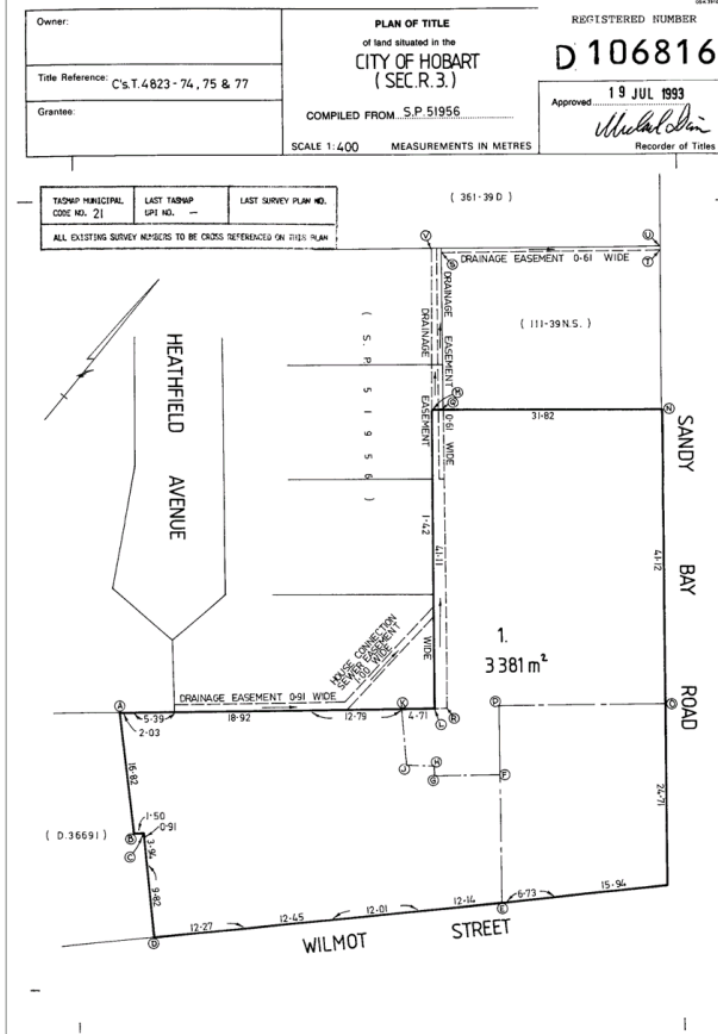 Owner:
Title Reference: C's.T.4823-74, 75 & 77
Grantee:
PLAN OF TITLE
of land situated in the
CITY OF HOBART
(SEC.R.3.)
COMPILED FROM S.P. 51956
SCALE 1:400 MEASUREMENTS IN METRES
REGISTERED NUMBER
D 106816
Approved 19 JUL 1993
Recorder of Titles
TASMAP MUNICIPAL CODE NO. 21
LAST TASMAP UPI NO. —
LAST SURVEY PLAN NO.
ALL EXISTING SURVEY NUMBERS TO BE CROSS REFERENCED ON THIS PLAN
( 361-39 D )
V
U
S
DRAINAGE EASEMENT 0·61 WIDE
T
( 111-39 N.S. )
HEATHFIELD AVENUE
( S. P 5 1 9 5 6 )
DRAINAGE EASEMENT 1·42 WIDE
DRAINAGE EASEMENT 0·61 WIDE
M
Q
31·82
N
SANDY BAY ROAD
41·11
41·12
1.
3381 m²
HOUSE CONNECTION
SEWER EASEMENT
1·00 WIDE
DRAINAGE EASEMENT 0·91 WIDE
A
5·39
2·03
18·92
12·79
K
4·71
L
R
P
O
J
H
G
F
16·82
24·71
( D.36691 )
B
1·50
0·91
C
3·94
9·82
D
12·27
12·45
12·01
12·14
E
6·73
15·94
WILMOT STREET